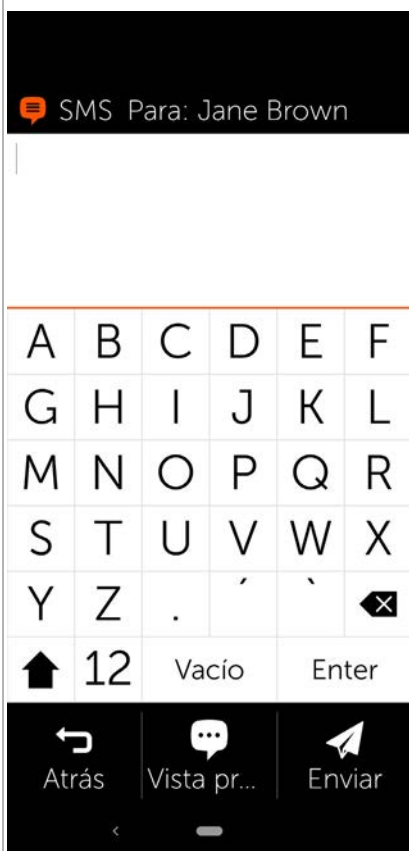 SMS Para: Jane Brown
A B C D E F
G H I J K L
M N O P Q R
S T U V W X
Y Z . ´ `
12 Vacío Enter
Atrás Vista pr... Enviar